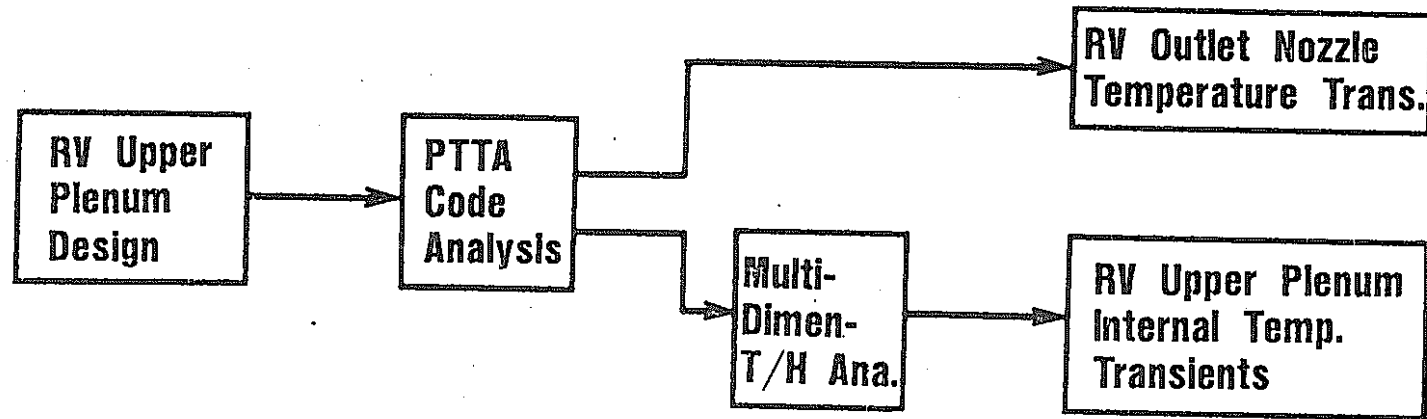 RV Upper
Plenum
Design
PTTA
Code
Analysis
RV Outlet Nozzle
Temperature Trans.
Multi-
Dimen-
T/H Ana.
RV Upper Plenum
Internal Temp.
Transients